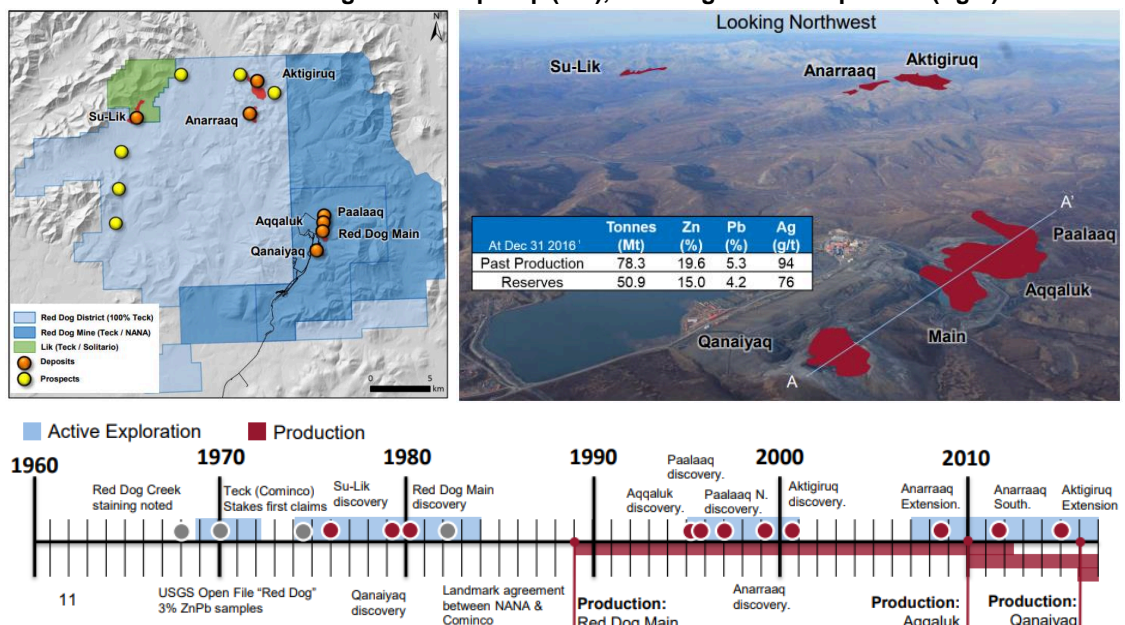 N
Aktigiruq
Su-Lik
Anarraaq
Paalaaq
Aqqaluk
Red Dog Main
Qanaiyaq
Red Dog District (100% Teck)
Red Dog Mine (Teck / NANA)
Lik (Teck / Solitario)
Deposits
Prospects
0 5
km
Looking Northwest
Su-Lik
Anarraaq
Aktigiruq
A'
Paalaaq
Aqqaluk
Main
Qanaiyaq
A
Tonnes Zn Pb Ag
At Dec 31 2016 ¹ (Mt) (%) (%) (g/t)
Past Production 78.3 19.6 5.3 94
Reserves 50.9 15.0 4.2 76
Active Exploration Production
1960 1970 1980 1990 2000 2010
Red Dog Creek
staining noted
Teck (Cominco)
Stakes first claims
Su-Lik
discovery
Red Dog Main
discovery
Aqqaluk
discovery.
Paalaaq
discovery.
Paalaaq N.
discovery.
Aktigiruq
discovery.
Anarraaq
Extension.
Anarraaq
South.
Aktigiruq
Extension
11
USGS Open File “Red Dog”
3% ZnPb samples
Qanaiyaq
discovery
Landmark agreement
between NANA &
Cominco
Production:
Red Dog Main
Anarraaq
discovery.
Production:
Aqqaluk
Production:
Qanaiyaq